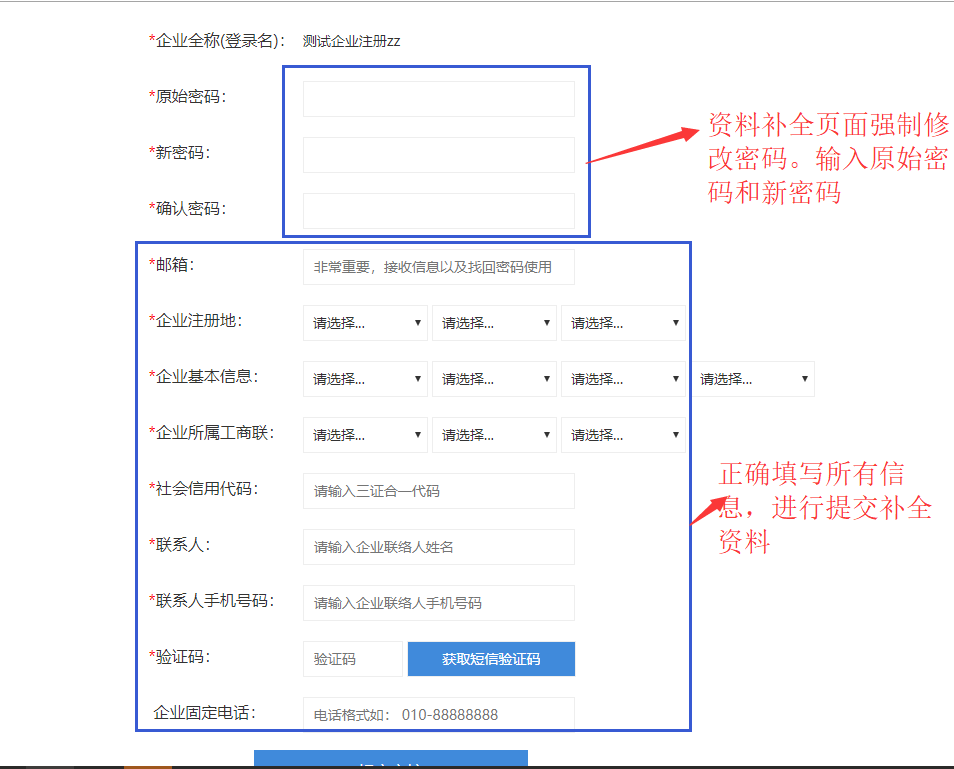 *企业全称(登录名)： 测试企业注册zz
*原始密码：
*新密码：
*确认密码：
资料补全页面强制修
改密码。输入原始密
码和新密码
*邮箱： 非常重要，接收信息以及找回密码使用
*企业注册地： 请选择... 请选择... 请选择...
*企业基本信息： 请选择... 请选择... 请选择... 请选择...
*企业所属工商联： 请选择... 请选择... 请选择...
*社会信用代码： 请输入三证合一代码
*联系人： 请输入企业联络人姓名
*联系人手机号码： 请输入企业联络人手机号码
*验证码： 验证码 获取短信验证码
企业固定电话： 电话格式如： 010-88888888
正确填写所有信
息，进行提交补全
资料